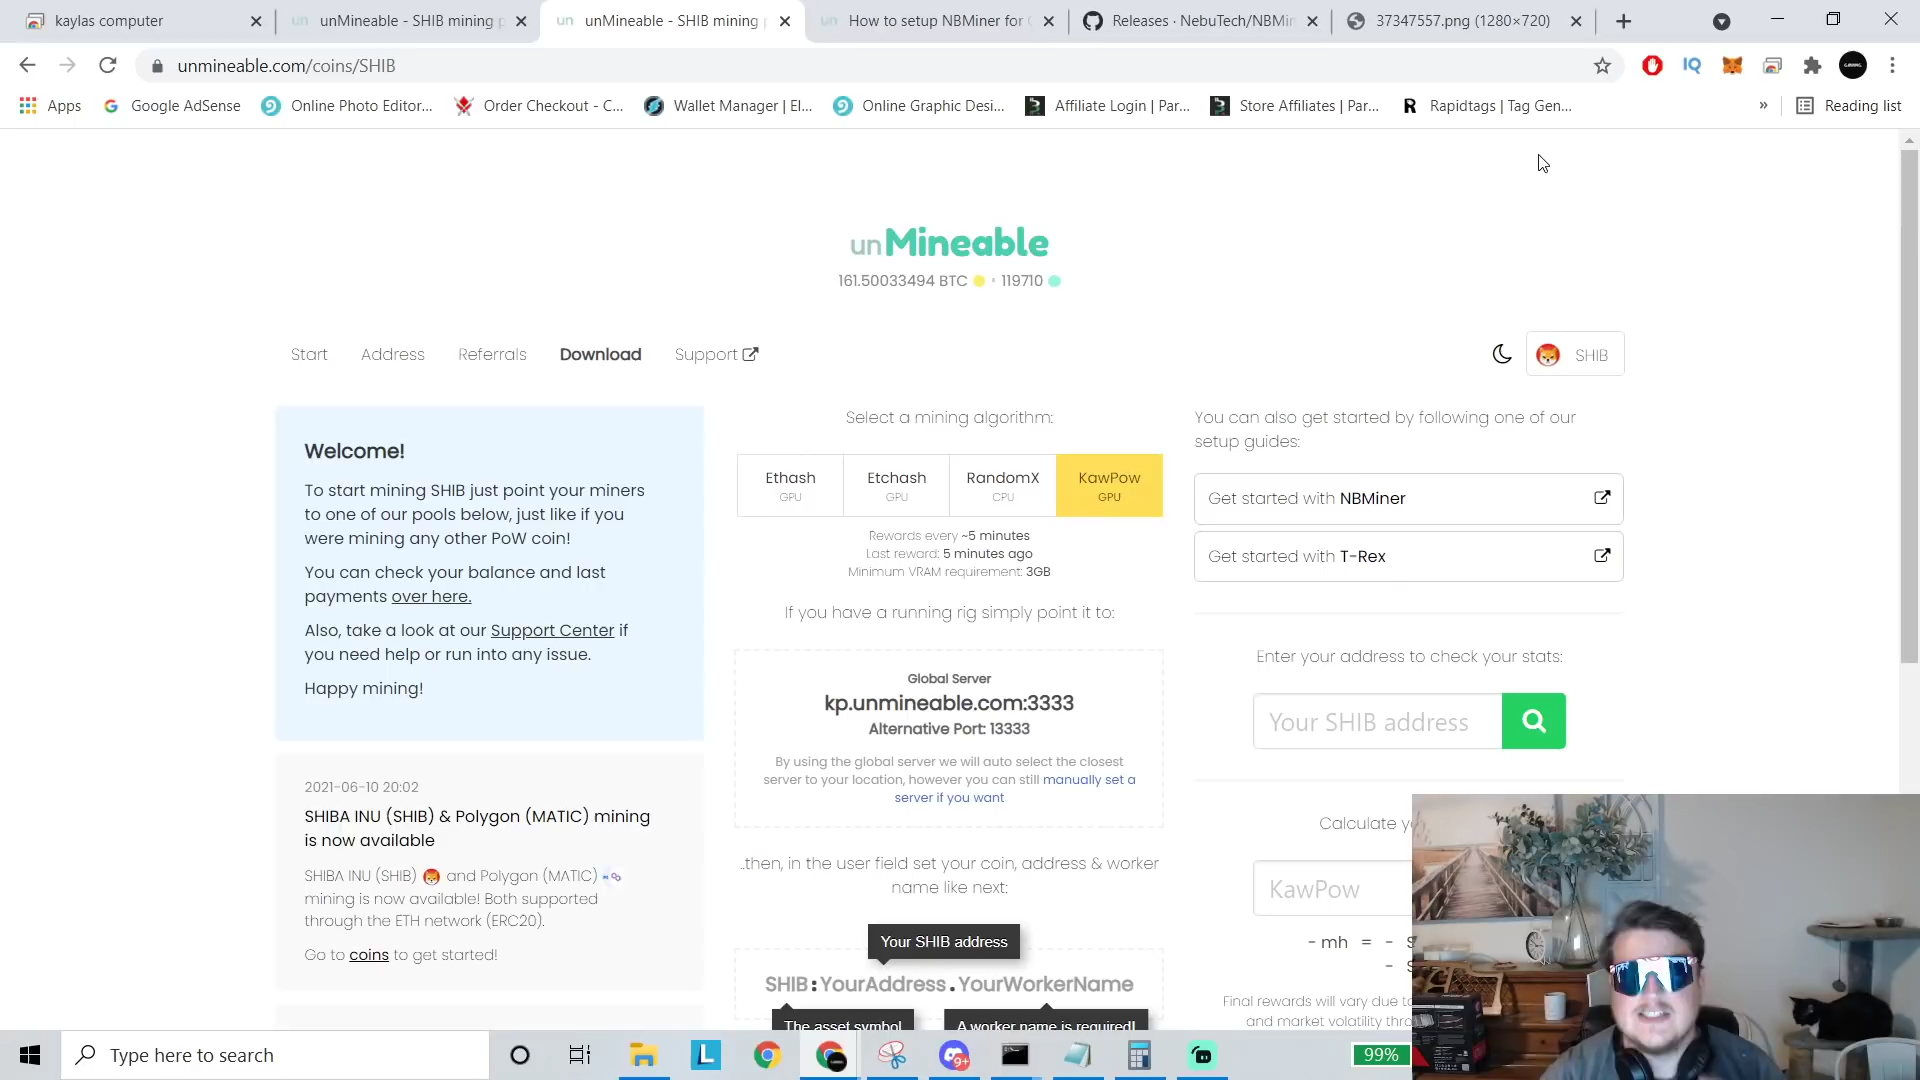 kaylas computer
unMineable - SHIB mining p
unMineable - SHIB mining
How to setup NBMiner for
Releases · NebuTech/NBMin
37347557.png (1280×720)
unmineable.com/coins/SHIB
Apps
Google AdSense
Online Photo Editor...
Order Checkout - C...
Wallet Manager | El...
Online Graphic Desi...
Affiliate Login | Par...
Store Affiliates | Par...
R
Rapidtags | Tag Gen...
»
Reading list
unMineable
161.50033494 BTC • 119710
Start
Address
Referrals
Download
Support
SHIB
Welcome!
To start mining SHIB just point your miners
to one of our pools below, just like if you
were mining any other PoW coin!
You can check your balance and last
payments over here.
Also, take a look at our Support Center if
you need help or run into any issue.
Happy mining!
2021-06-10 20:02
SHIBA INU (SHIB) & Polygon (MATIC) mining
is now available
SHIBA INU (SHIB) and Polygon (MATIC)
mining is now available! Both supported
through the ETH network (ERC20).
Go to coins to get started!
Select a mining algorithm:
Ethash
GPU
Etchash
GPU
RandomX
CPU
KawPow
GPU
Rewards every ~5 minutes
Last reward: 5 minutes ago
Minimum VRAM requirement: 3GB
If you have a running rig simply point it to:
Global Server
kp.unmineable.com:3333
Alternative Port: 13333
By using the global server we will auto select the closest
server to your location, however you can still manually set a
server if you want
...then, in the user field set your coin, address & worker
name like next:
Your SHIB address
SHIB:YourAddress.YourWorkerName
The asset symbol
A worker name is required!
You can also get started by following one of our
setup guides:
Get started with NBMiner
Get started with T-Rex
Enter your address to check your stats:
Your SHIB address
Calculate
KawPow
- mh = - S
- S
Final rewards will vary due to
and market volatility
Type here to search
9+
99%